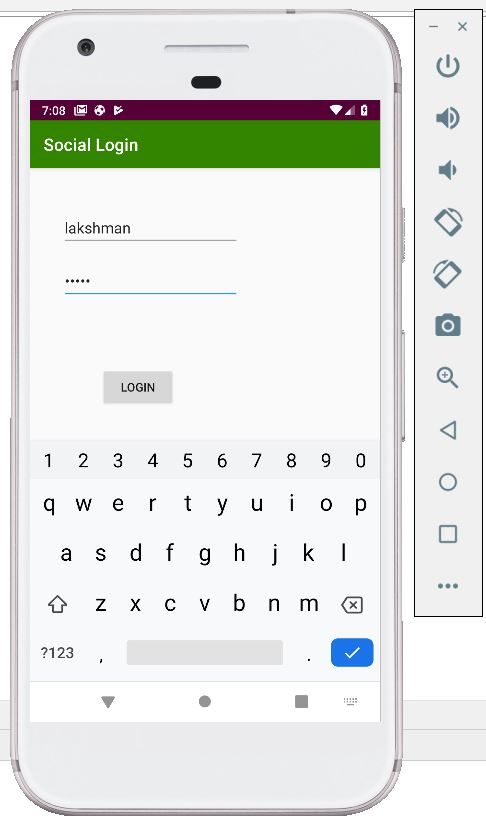 7:08
Social Login
lakshman
•••••
LOGIN
1 2 3 4 5 6 7 8 9 0
q w e r t y u i o p
a s d f g h j k l
z x c v b n m
?123 , .